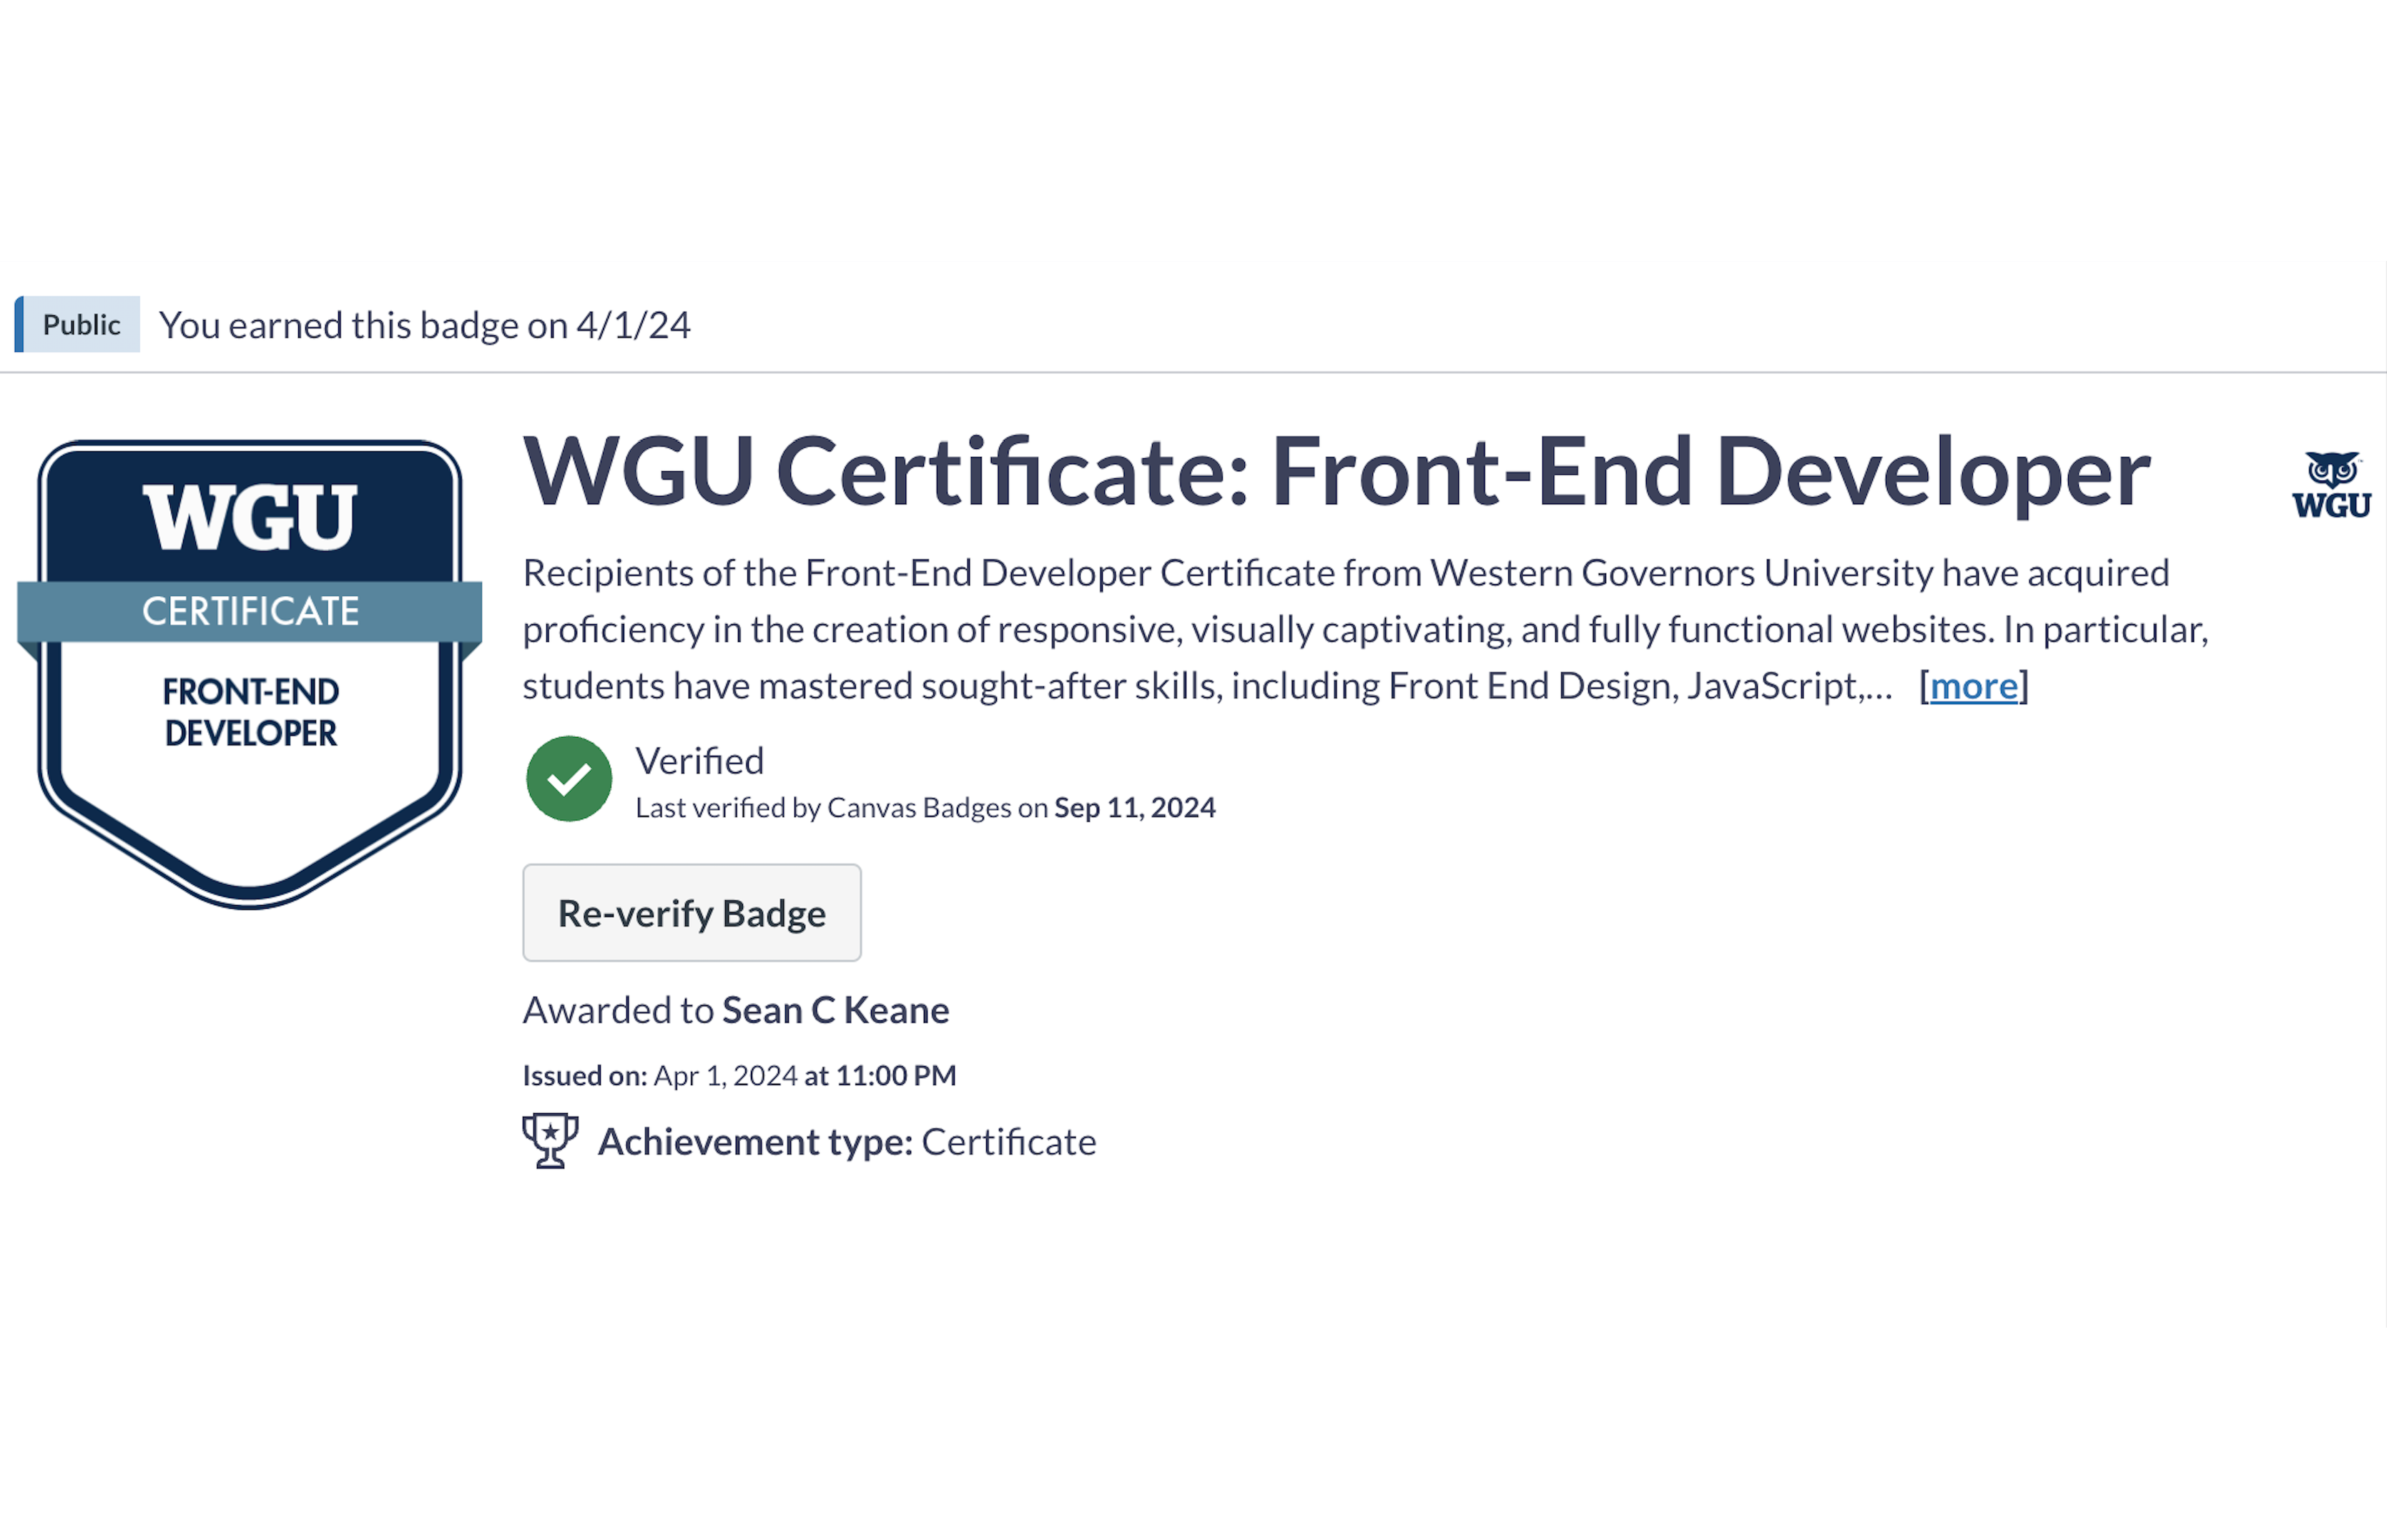 Public You earned this badge on 4/1/24
WGU
CERTIFICATE
FRONT-END
DEVELOPER
WGU Certificate: Front-End Developer
WGU
Recipients of the Front-End Developer Certificate from Western Governors University have acquired
proficiency in the creation of responsive, visually captivating, and fully functional websites. In particular,
students have mastered sought-after skills, including Front End Design, JavaScript,... [more]
Verified
Last verified by Canvas Badges on Sep 11, 2024
Re-verify Badge
Awarded to Sean C Keane
Issued on: Apr 1, 2024 at 11:00 PM
Achievement type: Certificate